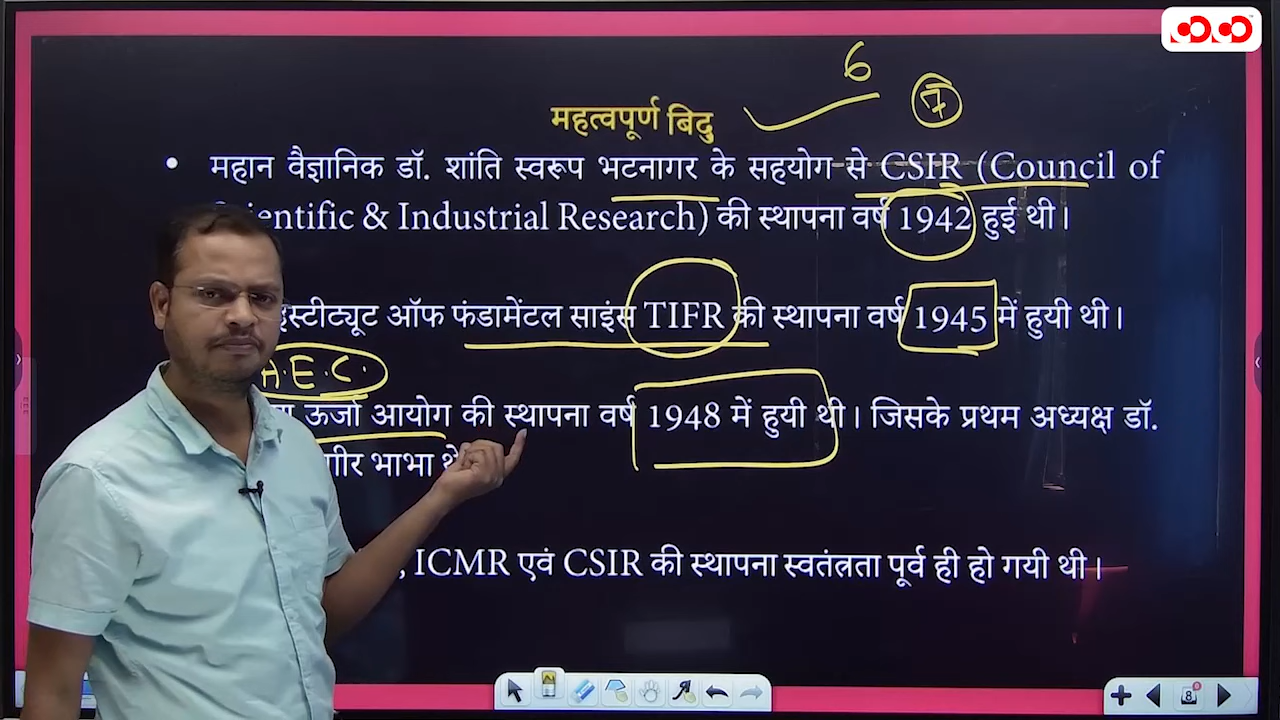 6
7
महत्वपूर्ण बिदु
• महान वैज्ञानिक डॉ. शांति स्वरूप भटनागर के सहयोग से CSIR (Council of
Scientific & Industrial Research) की स्थापना वर्ष 1942 हुई थी।
इंस्टीट्यूट ऑफ फंडामेंटल साइंस TIFR की स्थापना वर्ष 1945 में हुयी थी।
A.E.C.
ऊर्जा आयोग की स्थापना वर्ष 1948 में हुयी थी। जिसके प्रथम अध्यक्ष डॉ.
भाभा थे
, ICMR एवं CSIR की स्थापना स्वतंत्रता पूर्व ही हो गयी थी।
8